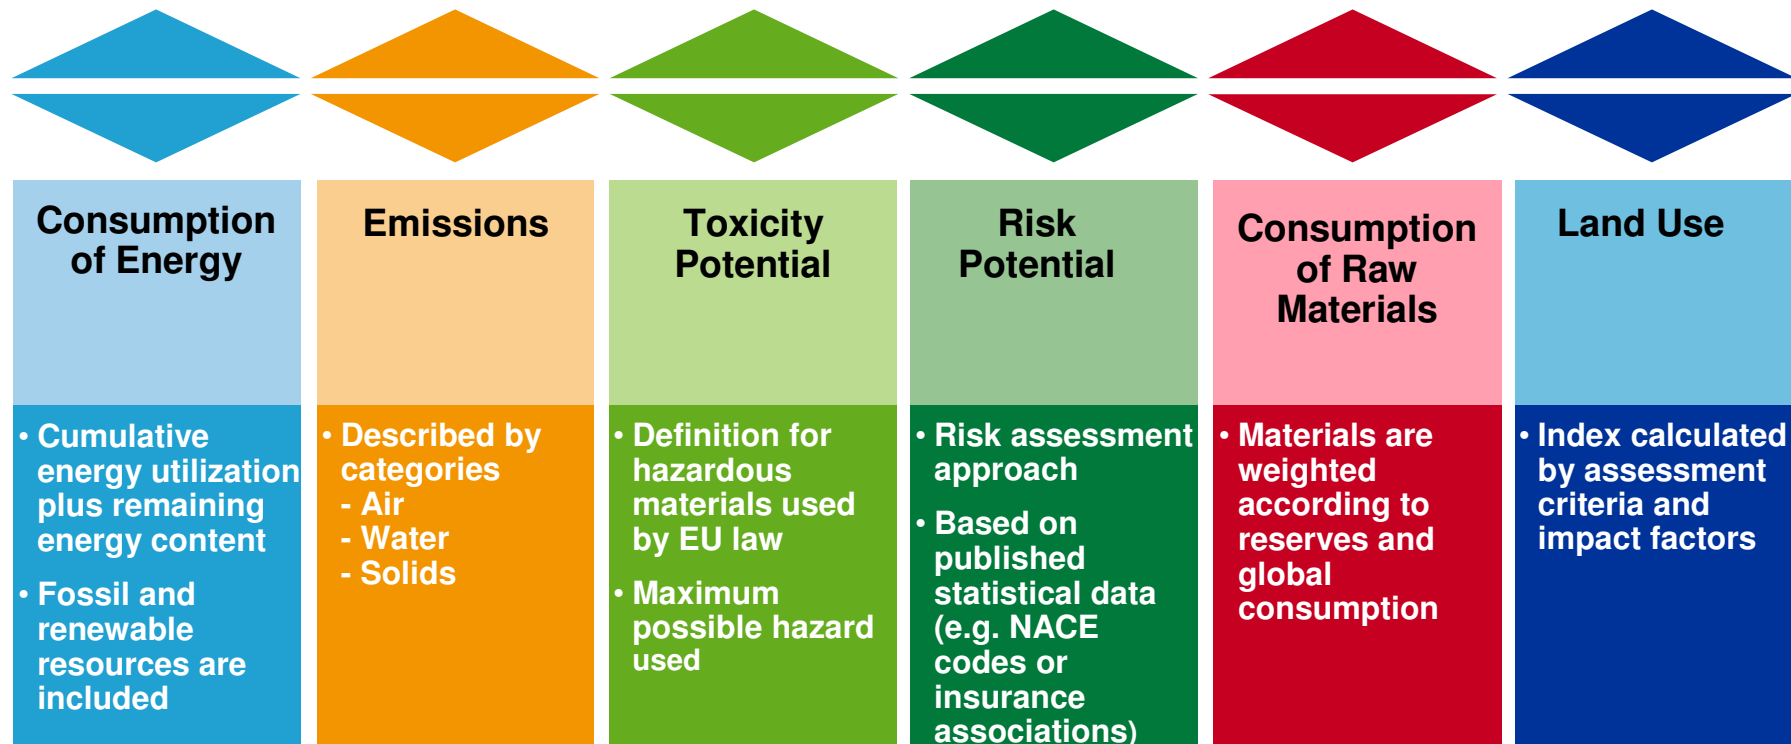 Consumption
of Energy
Emissions
Toxicity
Potential
Risk
Potential
Consumption
of Raw
Materials
Land Use
• Cumulative
energy utilization
plus remaining
energy content
• Fossil and
renewable
resources are
included
• Described by
categories
- Air
- Water
- Solids
• Definition for
hazardous
materials used
by EU law
• Maximum
possible hazard
used
• Risk assessment
approach
• Based on
published
statistical data
(e.g. NACE
codes or
insurance
associations)
• Materials are
weighted
according to
reserves and
global
consumption
• Index calculated
by assessment
criteria and
impact factors